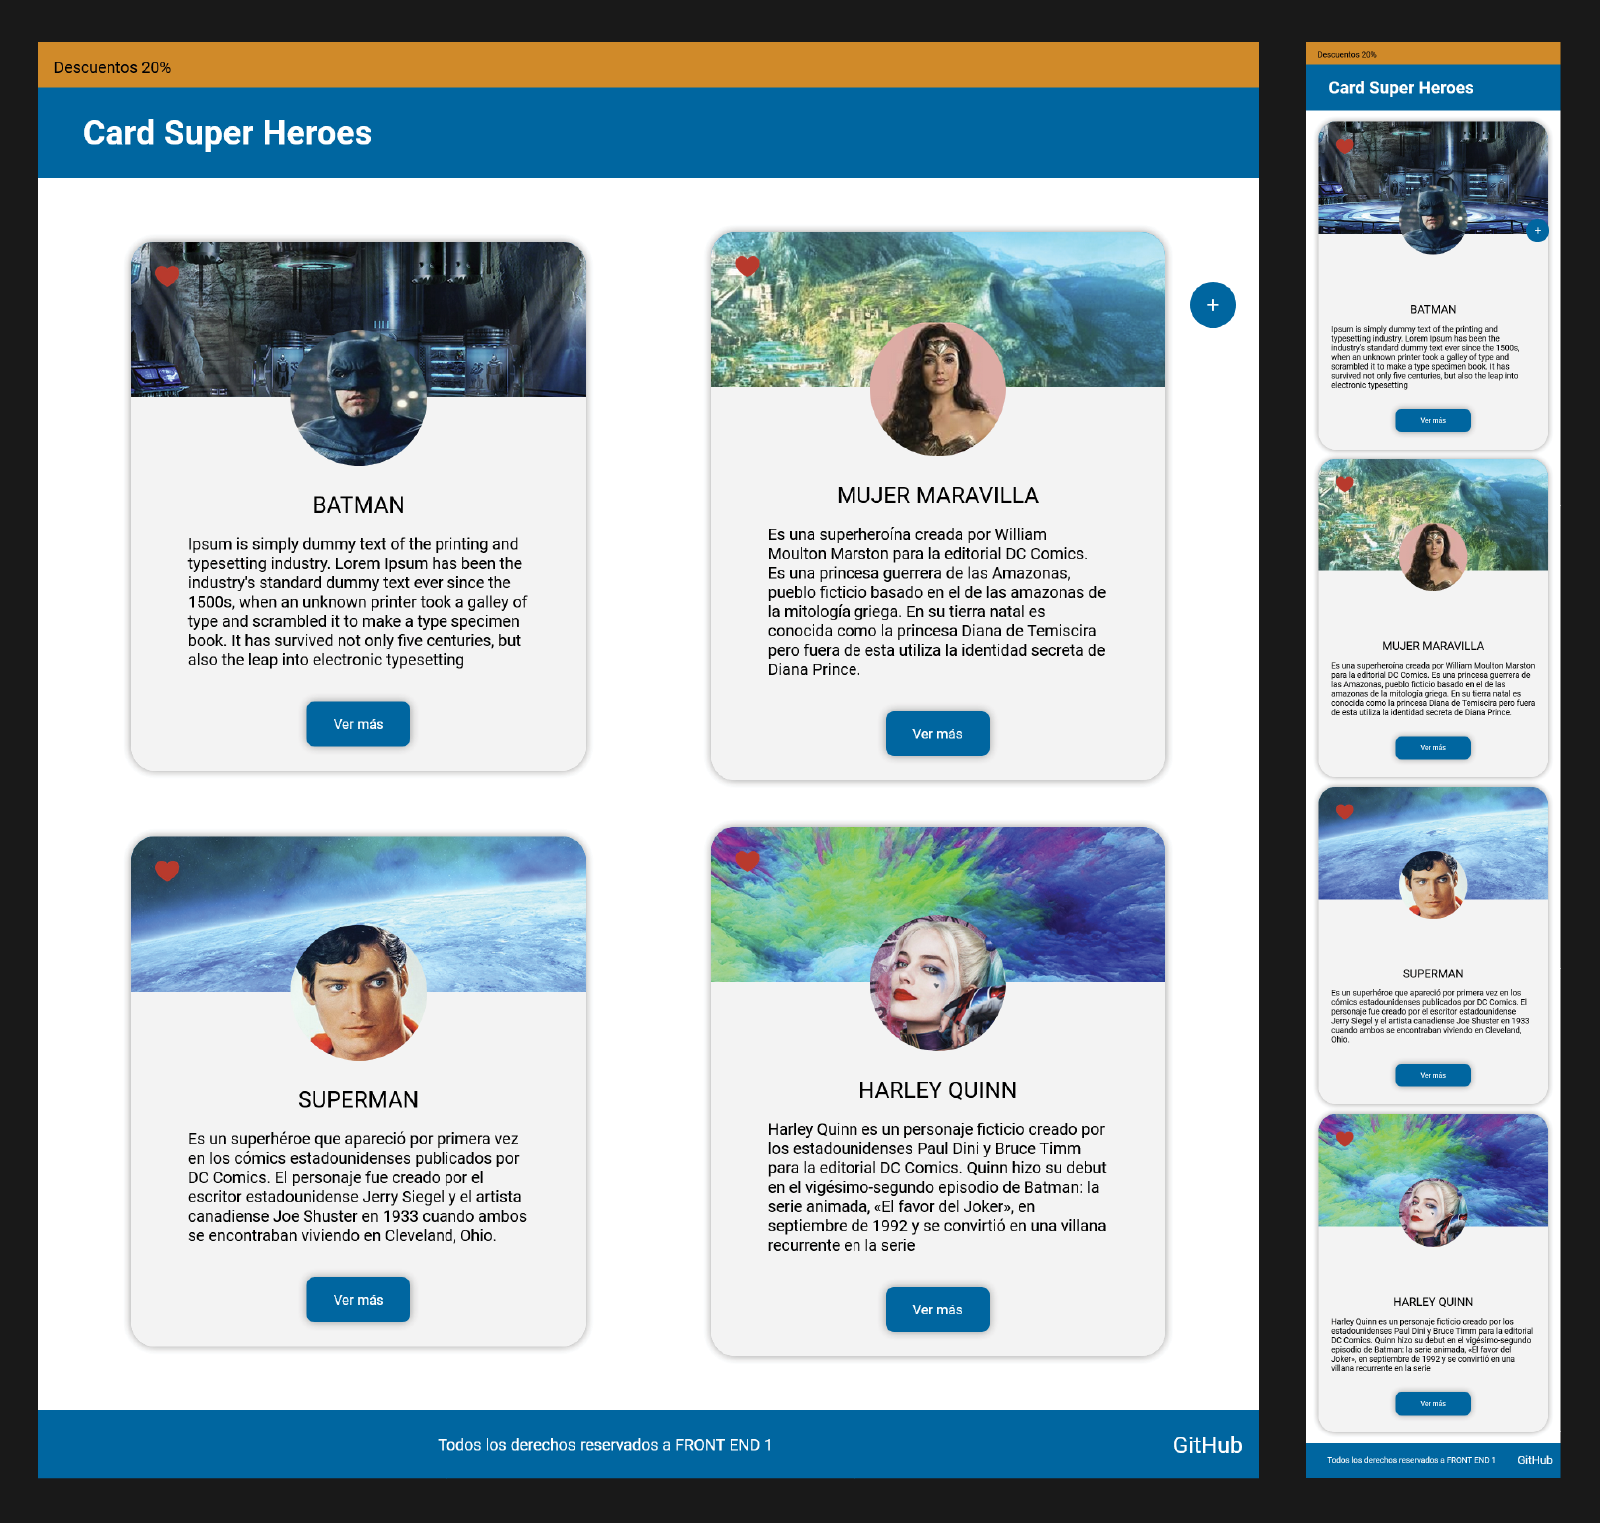 Descuentos 20%
Card Super Heroes
BATMAN
Ipsum is simply dummy text of the printing and
typesetting industry. Lorem Ipsum has been the
industry's standard dummy text ever since the
1500s, when an unknown printer took a galley of
type and scrambled it to make a type specimen
book. It has survived not only five centuries, but
also the leap into electronic typesetting
Ver más
MUJER MARAVILLA
Es una superheroína creada por William
Moulton Marston para la editorial DC Comics.
Es una princesa guerrera de las Amazonas,
pueblo ficticio basado en el de las amazonas de
la mitología griega. En su tierra natal es
conocida como la princesa Diana de Temiscira
pero fuera de esta utiliza la identidad secreta de
Diana Prince.
Ver más
+
SUPERMAN
Es un superhéroe que apareció por primera vez
en los cómics estadounidenses publicados por
DC Comics. El personaje fue creado por el
escritor estadounidense Jerry Siegel y el artista
canadiense Joe Shuster en 1933 cuando ambos
se encontraban viviendo en Cleveland, Ohio.
Ver más
HARLEY QUINN
Harley Quinn es un personaje ficticio creado por
los estadounidenses Paul Dini y Bruce Timm
para la editorial DC Comics. Quinn hizo su debut
en el vigésimo-segundo episodio de Batman: la
serie animada, «El favor del Joker», en
septiembre de 1992 y se convirtió en una villana
recurrente en la serie
Ver más
Todos los derechos reservados a FRONT END 1
GitHub
Descuentos 20%
Card Super Heroes
+
BATMAN
Ipsum is simply dummy text of the printing and
typesetting industry. Lorem Ipsum has been the
industry's standard dummy text ever since the 1500s,
when an unknown printer took a galley of type and
scrambled it to make a type specimen book. It has
survived not only five centuries, but also the leap into
electronic typesetting
Ver más
MUJER MARAVILLA
Es una superheroína creada por William Moulton Marston
para la editorial DC Comics. Es una princesa guerrera de
las Amazonas, pueblo ficticio basado en el de las
amazonas de la mitología griega. En su tierra natal es
conocida como la princesa Diana de Temiscira pero fuera
de esta utiliza la identidad secreta de Diana Prince.
Ver más
SUPERMAN
Es un superhéroe que apareció por primera vez en los
cómics estadounidenses publicados por DC Comics. El
personaje fue creado por el escritor estadounidense
Jerry Siegel y el artista canadiense Joe Shuster en 1933
cuando ambos se encontraban viviendo en Cleveland,
Ohio.
Ver más
HARLEY QUINN
Harley Quinn es un personaje ficticio creado por los
estadounidenses Paul Dini y Bruce Timm para la editorial
DC Comics. Quinn hizo su debut en el vigésimo-segundo
episodio de Batman: la serie animada, «El favor del
Joker», en septiembre de 1992 y se convirtió en una
villana recurrente en la serie
Ver más
Todos los derechos reservados a FRONT END 1
GitHub